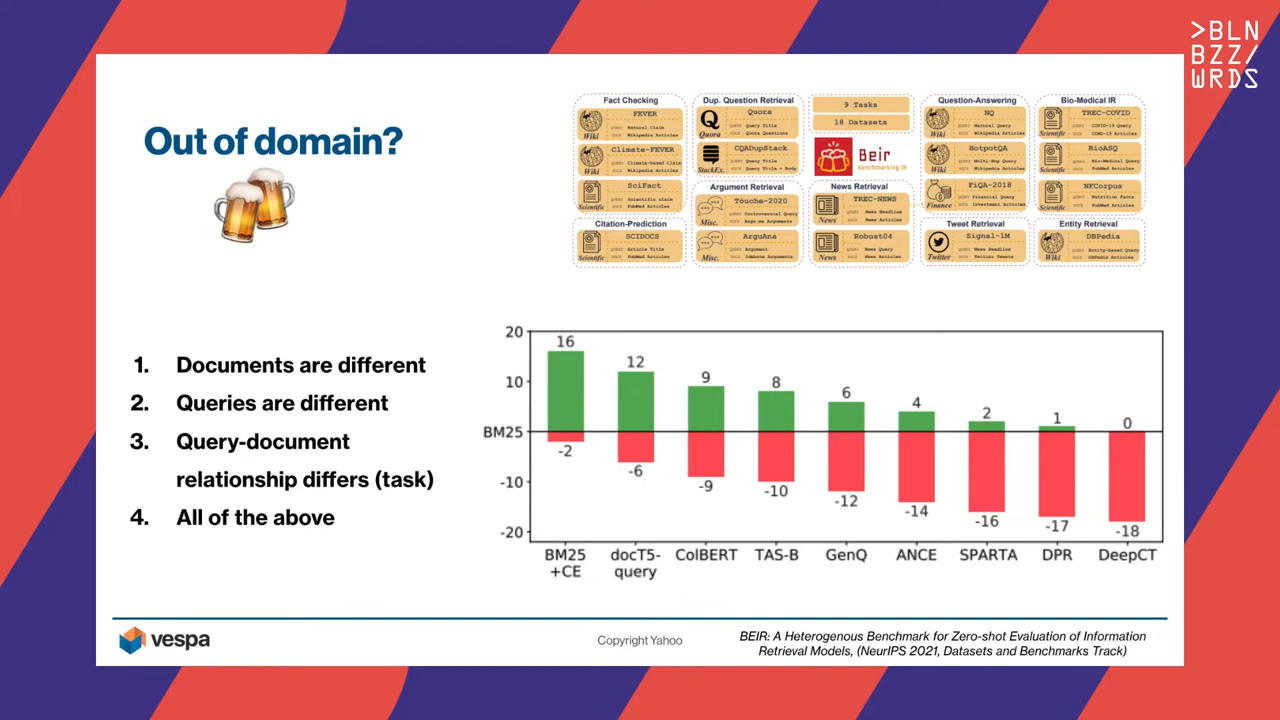 >BLN
BZZ/
WRDS
Out of domain?
Fact Checking
FEVER
Wiki
Natural Claim
Wikipedia Articles
Climate-FEVER
Wiki
Climate-based Claim
Wikipedia Articles
SciFact
Scientific
Scientific claim
PubMed Articles
Citation-Prediction
SCIDOCS
Scientific
Article Title
PubMed Articles
Dup. Question Retrieval
Quora
Quora
Query Title
Quora Questions
CQADupStack
StackEx.
Query Title
Query Title + Body
Argument Retrieval
Tóuche-2020
Misc.
Controversial Query
Args.me Arguments
ArguAna
Misc.
Argument
Idebate Arguments
9 Tasks
18 Datasets
Beir
Benchmarking IR
News Retrieval
TREC-NEWS
News
News Headline
News Articles
Robust04
News
News Query
News Articles
Question-Answering
NQ
Wiki
Natural Query
Wikipedia Articles
HotpotQA
Wiki
Multi-Hop Query
Wikipedia Articles
FiQA-2018
Finance
Financial Query
Investment Articles
Tweet Retrieval
Signal-1M
Twitter
News Headline
Twitter Tweets
Bio-Medical IR
TREC-COVID
Scientific
COVID-19 Query
COVID-19 Articles
BioASQ
Scientific
Bio-Medical Query
PubMed Articles
NFCorpus
Scientific
Nutrition Facts
PubMed Articles
Entity Retrieval
DBPedia
Wiki
Entity-based Query
DBPedia Articles
1. Documents are different
2. Queries are different
3. Query-document
relationship differs (task)
4. All of the above
20
10
BM25
-10
-20
16 12 9 8 6 4 2 1 0
-2 -6 -9 -10 -12 -14 -16 -17 -18
BM25 docT5- ColBERT TAS-B GenQ ANCE SPARTA DPR DeepCT
+CE query
vespa
Copyright Yahoo
BEIR: A Heterogenous Benchmark for Zero-shot Evaluation of Information
Retrieval Models, (NeurIPS 2021, Datasets and Benchmarks Track)